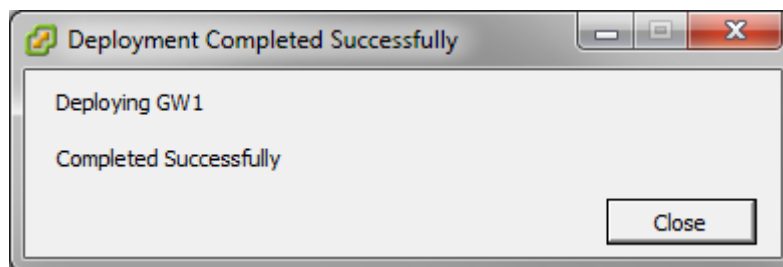 Deployment Completed Successfully
Deploying GW1
Completed Successfully
Close